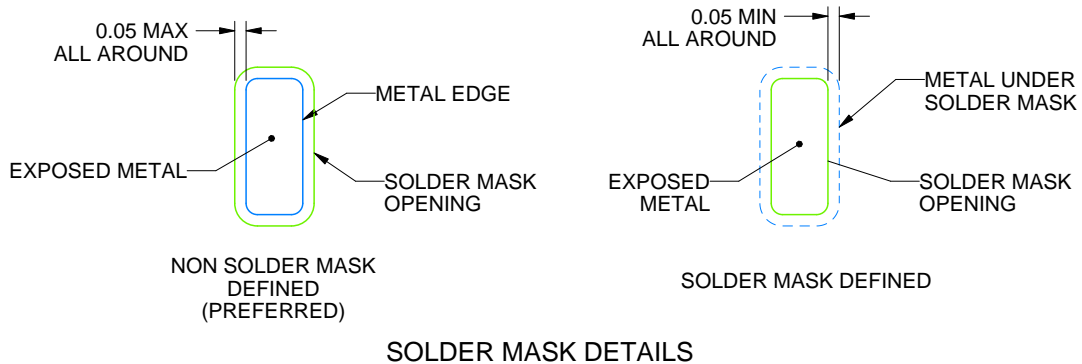 0.05 MAX
ALL AROUND
METAL EDGE
EXPOSED METAL
SOLDER MASK
OPENING
NON SOLDER MASK
DEFINED
(PREFERRED)
0.05 MIN
ALL AROUND
METAL UNDER
SOLDER MASK
EXPOSED
METAL
SOLDER MASK
OPENING
SOLDER MASK DEFINED
SOLDER MASK DETAILS